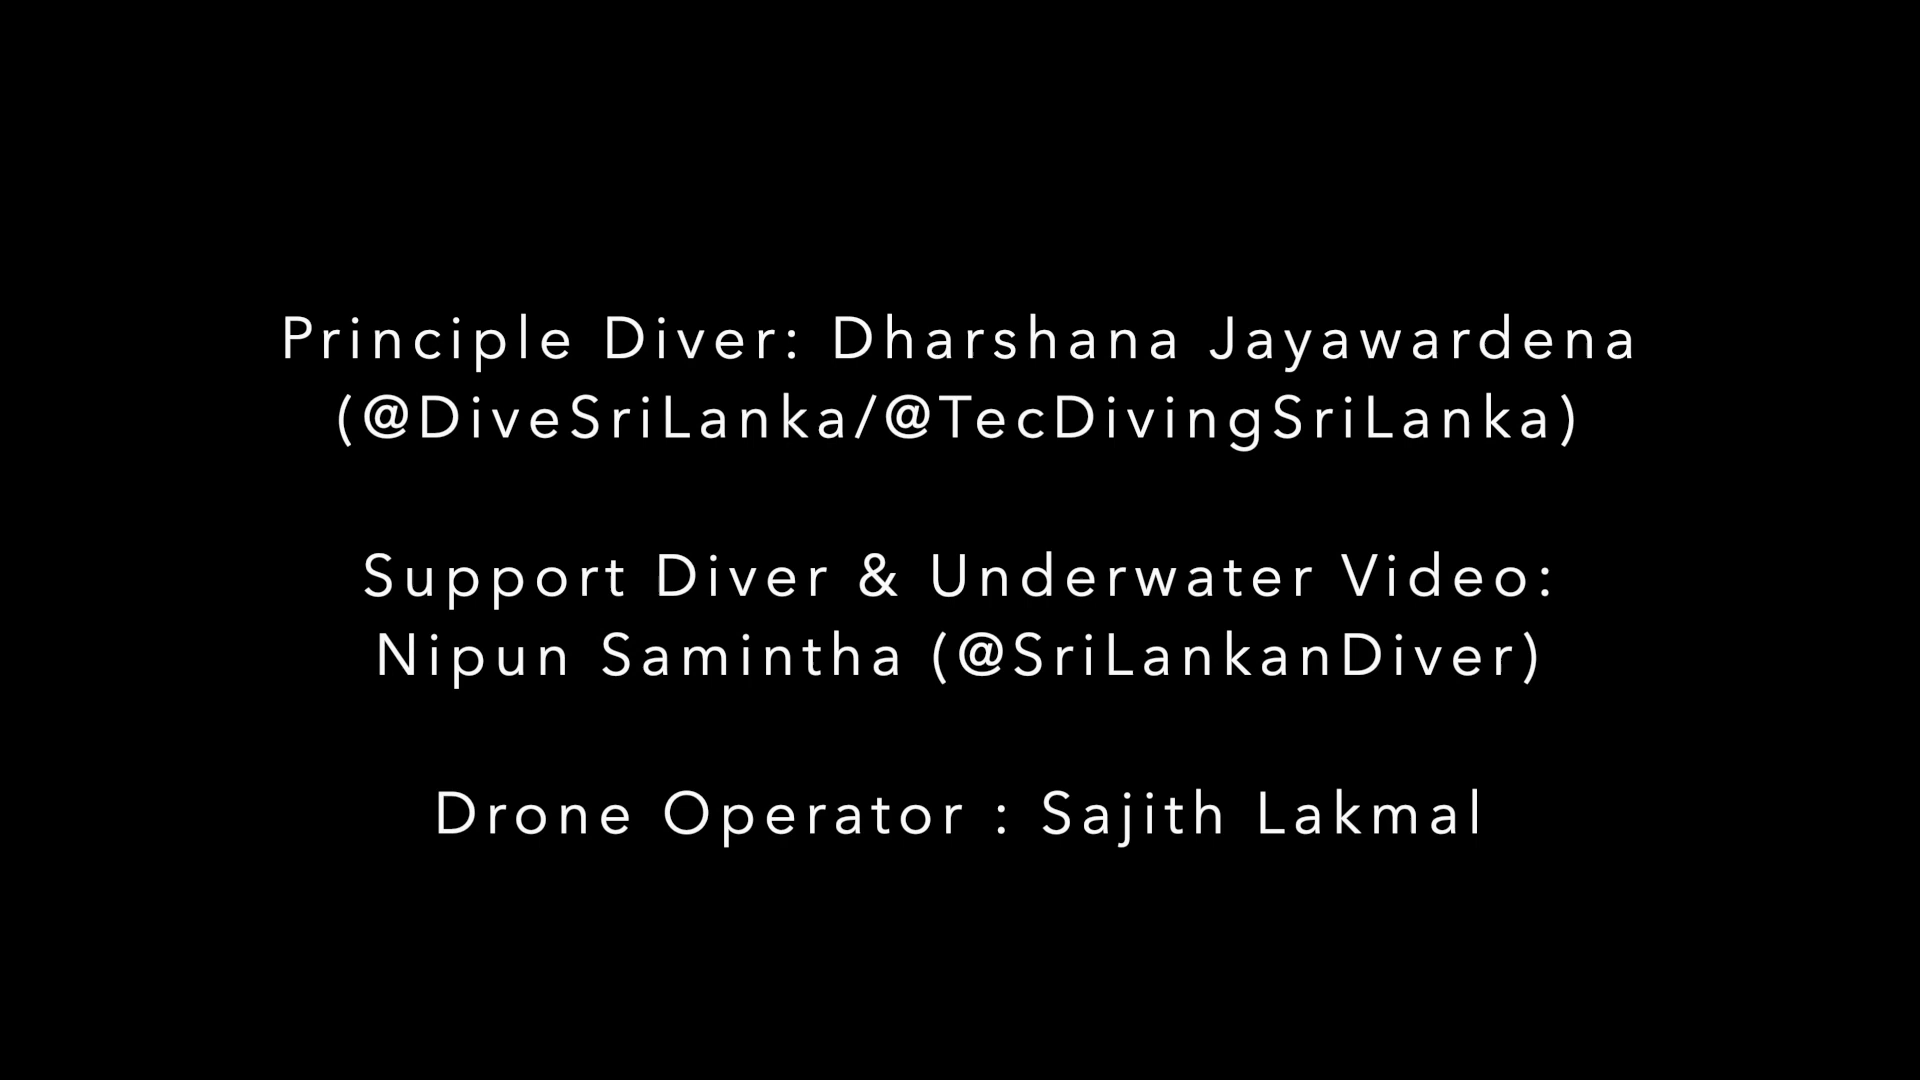 Principle Diver: Dharshana Jayawardena
(@DiveSriLanka/@TecDivingSriLanka)
Support Diver & Underwater Video:
Nipun Samintha (@SriLankanDiver)
Drone Operator : Sajith Lakmal